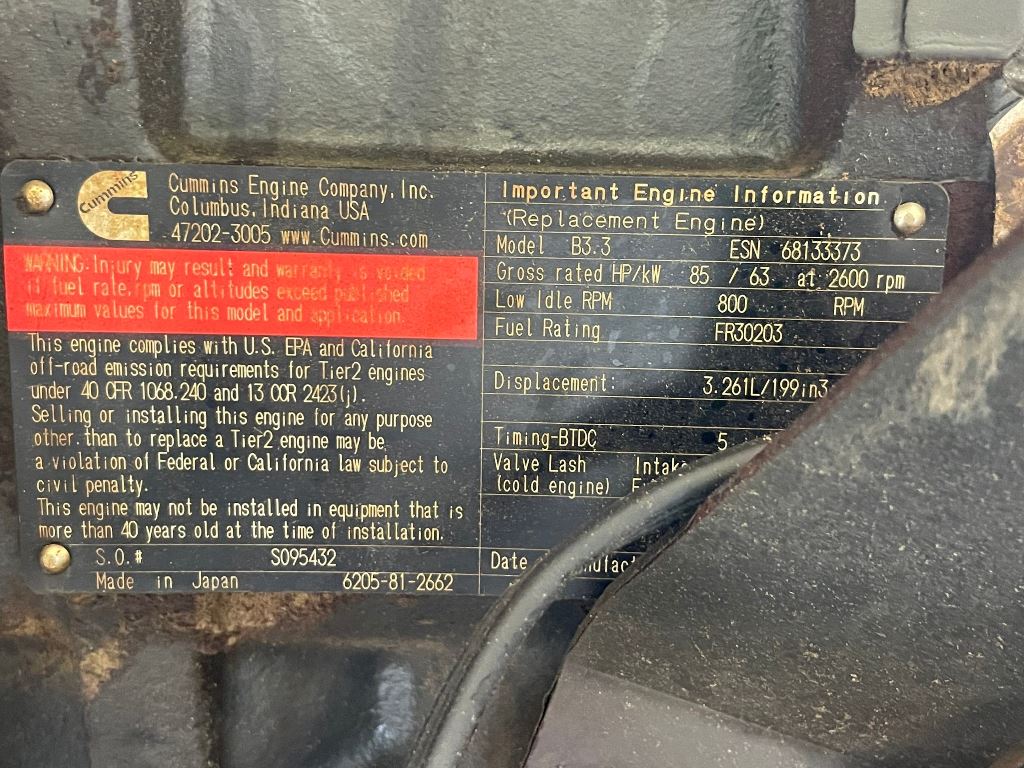 Cummins
Cummins Engine Company, Inc.
Columbus, Indiana USA
47202-3005 www.Cummins.com
WARNING: Injury may result and warranty is voided
if fuel rate, rpm or altitudes exceed published
maximum values for this model and application.
This engine complies with U.S. EPA and California
off-road emission requirements for Tier2 engines
under 40 CFR 1068.240 and 13 CCR 2423(j).
Selling or installing this engine for any purpose
other than to replace a Tier2 engine may be
a violation of Federal or California law subject to
civil penalty.
This engine may not be installed in equipment that is
more than 40 years old at the time of installation.
S.O.# S095432
Made in Japan 6205-81-2662
Important Engine Information
(Replacement Engine)
Model B3.3 ESN 68133373
Gross rated HP/kW 85 / 63 at 2600 rpm
Low Idle RPM 800 RPM
Fuel Rating FR30203
Displacement: 3.261L/199in3
Timing-BTDC 5
Valve Lash
(cold engine)
Date